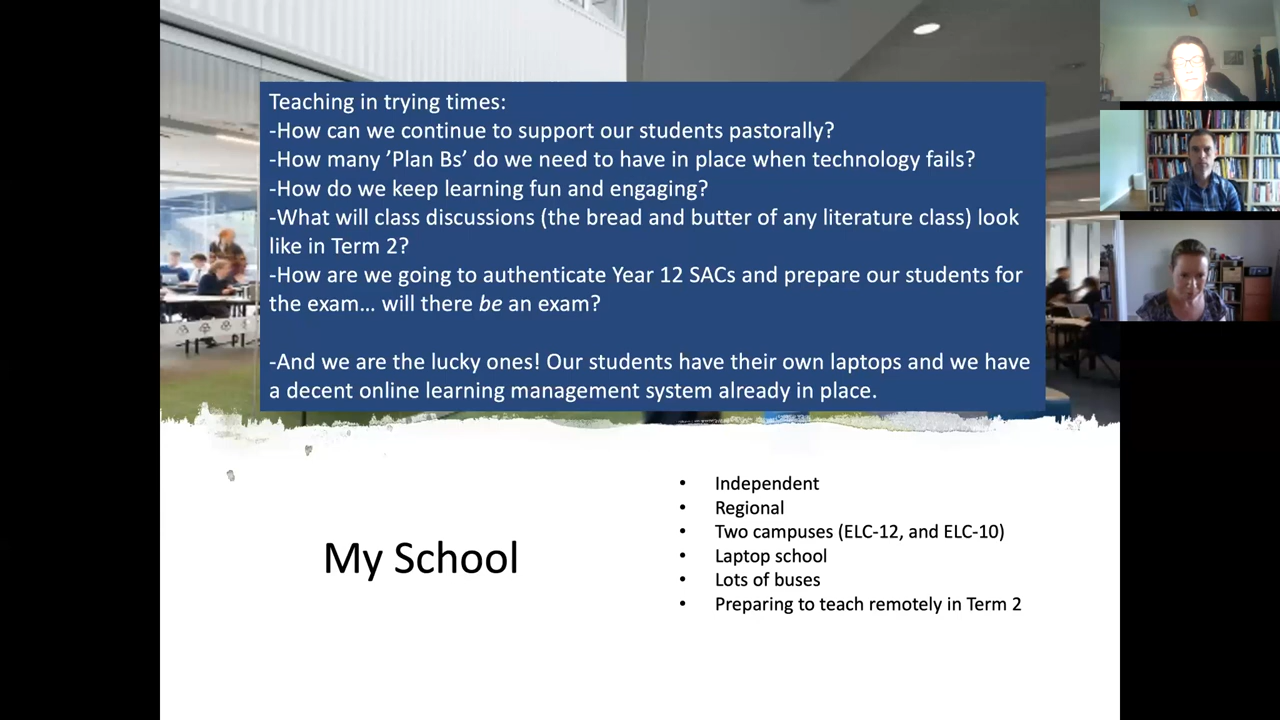 Teaching in trying times:
-How can we continue to support our students pastorally?
-How many ’Plan Bs’ do we need to have in place when technology fails?
-How do we keep learning fun and engaging?
-What will class discussions (the bread and butter of any literature class) look
like in Term 2?
-How are we going to authenticate Year 12 SACs and prepare our students for
the exam… will there be an exam?
-And we are the lucky ones! Our students have their own laptops and we have
a decent online learning management system already in place.
My School
• Independent
• Regional
• Two campuses (ELC-12, and ELC-10)
• Laptop school
• Lots of buses
• Preparing to teach remotely in Term 2